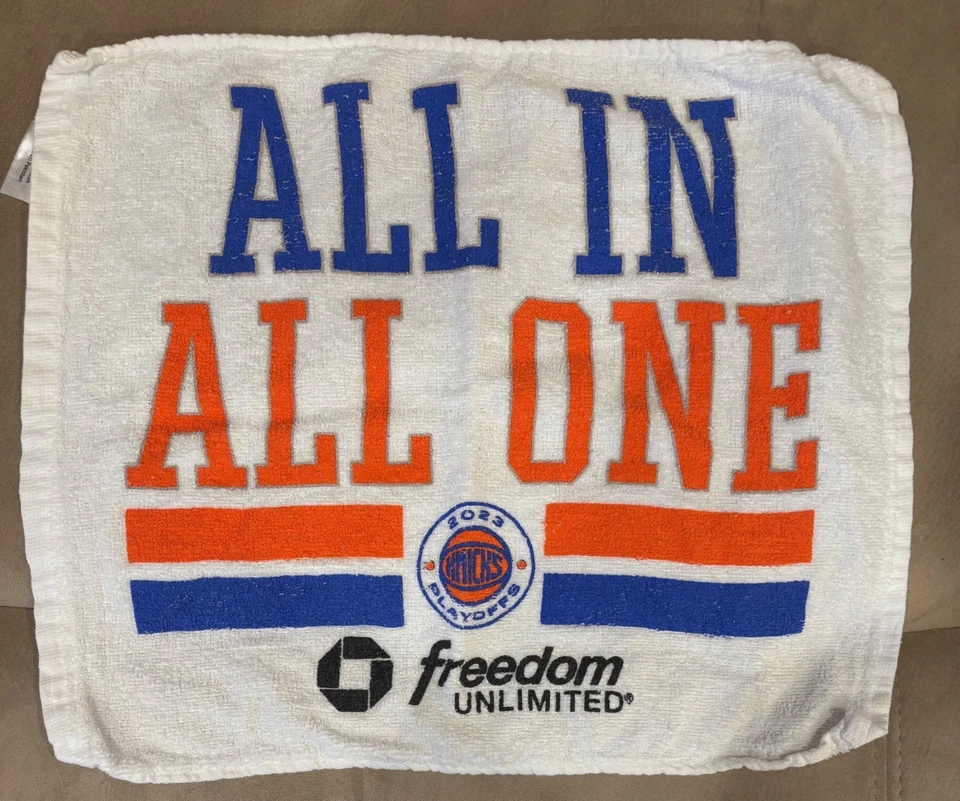 ALL IN
ALL ONE
2023
KNICKS
PLAYOFFS
freedom
UNLIMITED®